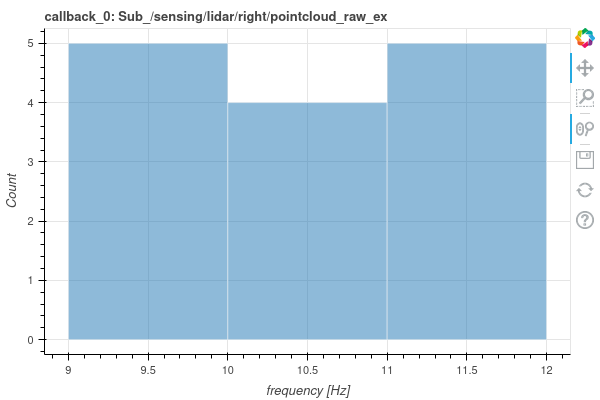 callback_0: Sub_/sensing/lidar/right/pointcloud_raw_ex
5
4
3
2
1
0
Count
9 9.5 10 10.5 11 11.5 12
frequency [Hz]